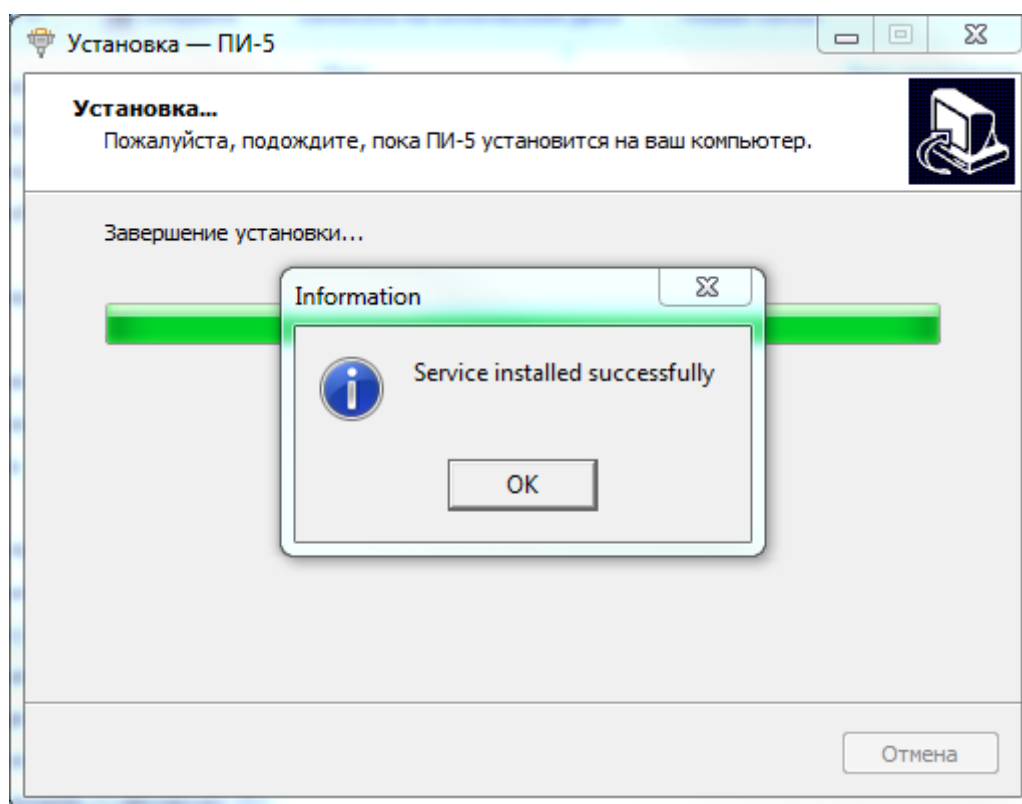 Установка — ПИ-5
Установка...
Пожалуйста, подождите, пока ПИ-5 установится на ваш компьютер.
Завершение установки...
Information
Service installed successfully
OK
Отмена